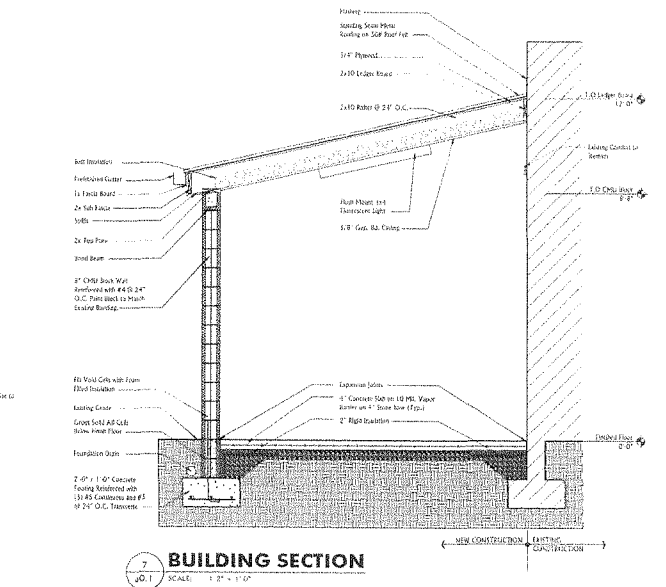 Flashing
Standing Seam Metal
Roofing on 30# Roof Felt
3/4" Plywood
2x10 Ledger Board
2x10 Rafter @ 24" O.C.
T.O Ledger Board
12'-0"
Existing Conduit to
Remain
T.O CMU Block
8'-8"
Batt Insulation
Prefinished Gutter
1x Fascia Board
2x Sub Fascia
Soffit
2x Top Plate
Bond Beam
8" CMU Block Wall
Reinforced with #4 @ 24"
O.C. Paint Block to Match
Existing Building.
Flush Mount
Fluorescent Light
5/8" Gyp. Bd. Ceiling
Fill Void Cells with Foam
Filled Insulation
Existing Grade
Grout Solid All Cells
Below Finish Floor
Foundation Drain
2'-0" x 1'-0" Concrete
Footing Reinforced with
(3) #5 Continuous and #5
@ 24" O.C. Transverse
Expansion Joints
4" Concrete Slab on 10 Mil. Vapor
Barrier on 4" Stone Base (Typ.)
2" Rigid Insulation
Finished Floor
0'-0"
NEW CONSTRUCTION
EXISTING
CONSTRUCTION
7
BUILDING SECTION
SCALE: 1/2" = 1'-0"